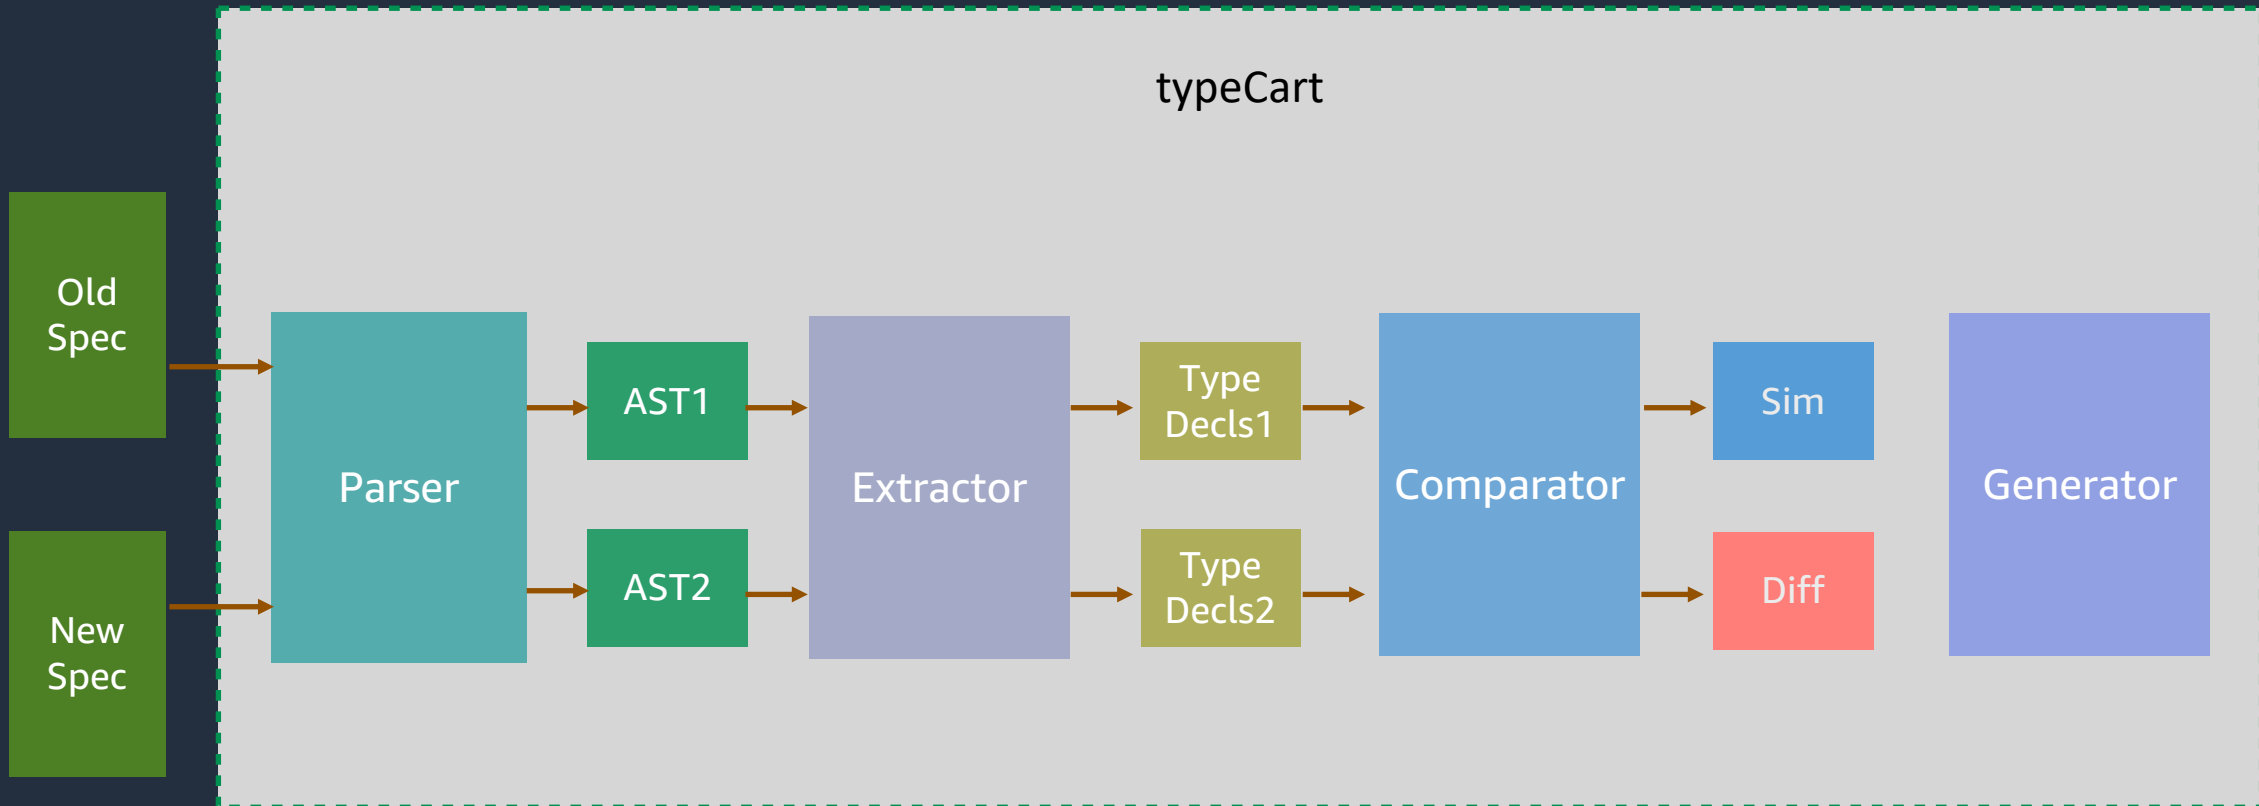 typeCart
Old
Spec
New
Spec
Parser
AST1
AST2
Extractor
Type
Decls1
Type
Decls2
Comparator
Sim
Diff
Generator